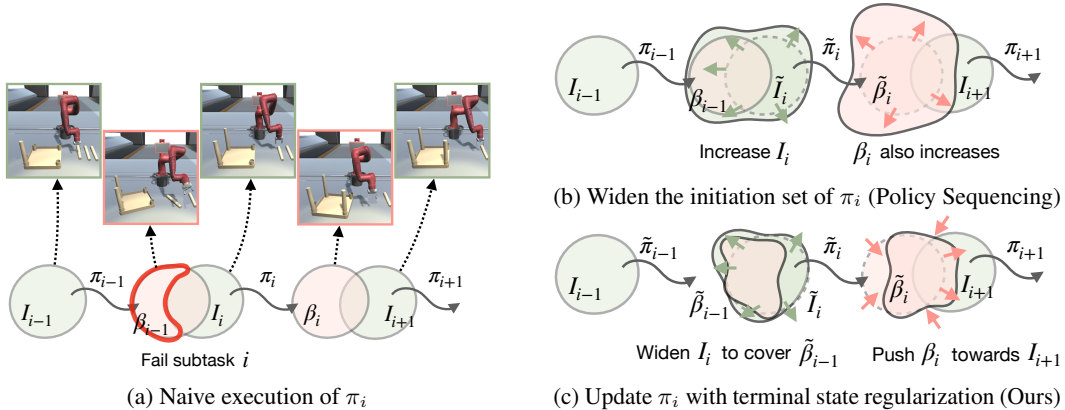 I_{i-1}
π_{i-1}
β_{i-1}
I_i
π_i
β_i
I_{i+1}
π_{i+1}
Fail subtask i
(a) Naive execution of π_i
I_{i-1}
π_{i-1}
β_{i-1}
Ĩ_i
π̃_i
β̃_i
I_{i+1}
π_{i+1}
Increase I_i
β_i also increases
(b) Widen the initiation set of π_i (Policy Sequencing)
I_{i-1}
π̃_{i-1}
β̃_{i-1}
Ĩ_i
π̃_i
β̃_i
I_{i+1}
π_{i+1}
Widen I_i to cover β̃_{i-1}
Push β_i towards I_{i+1}
(c) Update π_i with terminal state regularization (Ours)